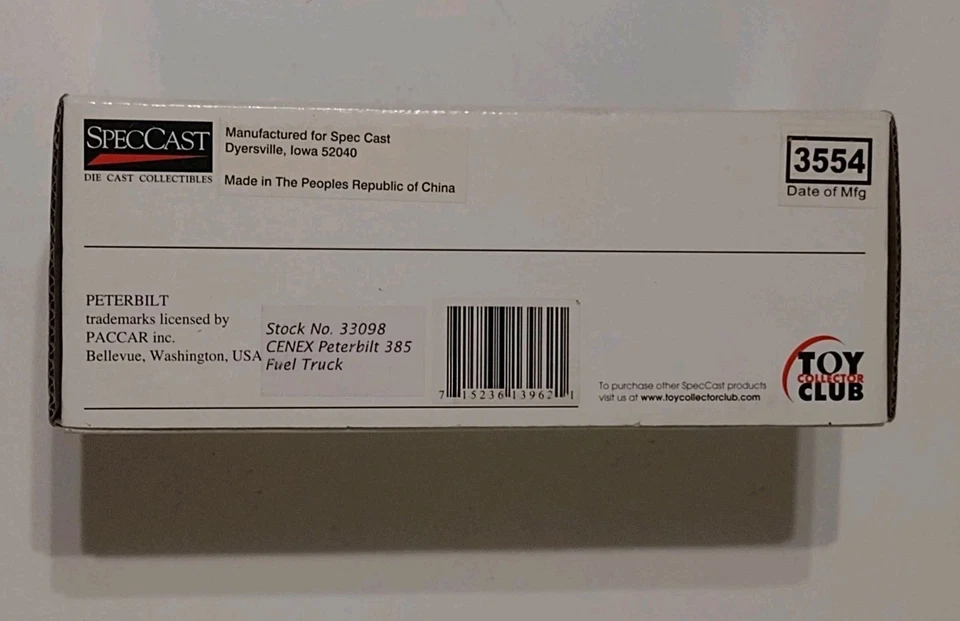 SPECCAST
DIE CAST COLLECTIBLES
Manufactured for Spec Cast
Dyersville, Iowa 52040
Made in The Peoples Republic of China
3554
Date of Mfg
PETERBILT
trademarks licensed by
PACCAR inc.
Bellevue, Washington, USA
Stock No. 33098
CENEX Peterbilt 385
Fuel Truck
7 15236 13962 1
To purchase other SpecCast products
visit us at www.toycollectorclub.com
TOY
COLLECTOR
CLUB